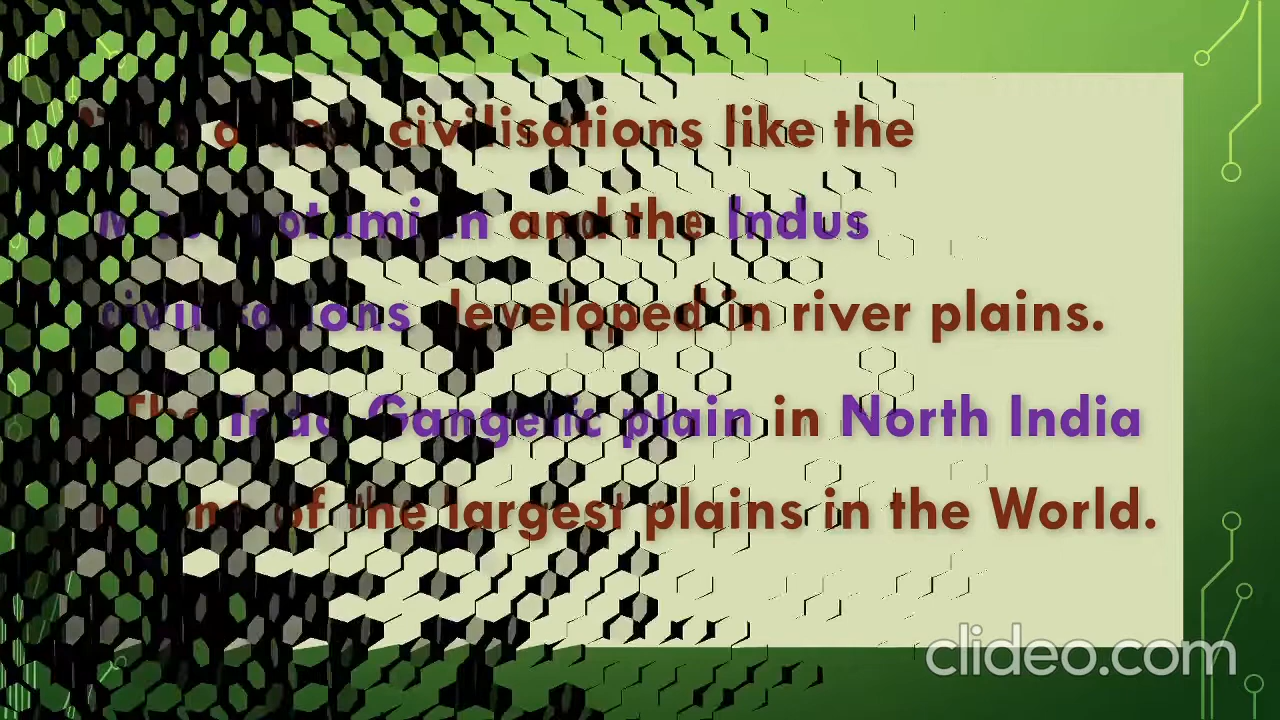 civilisations like the
and the Indus
developed in river plains.
Gangetic plain in North India
of the largest plains in the World.
clideo.com